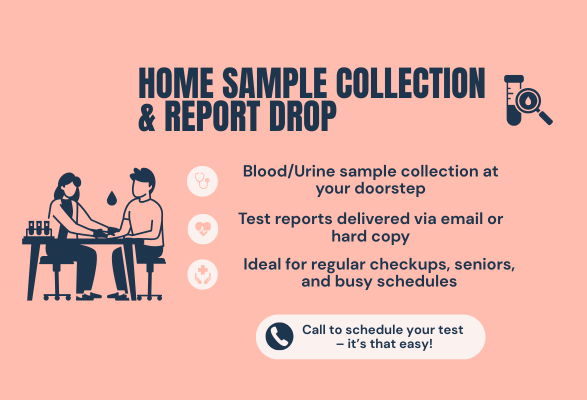 HOME SAMPLE COLLECTION
& REPORT DROP
Blood/Urine sample collection at
your doorstep
Test reports delivered via email or
hard copy
Ideal for regular checkups, seniors,
and busy schedules
Call to schedule your test
– it’s that easy!